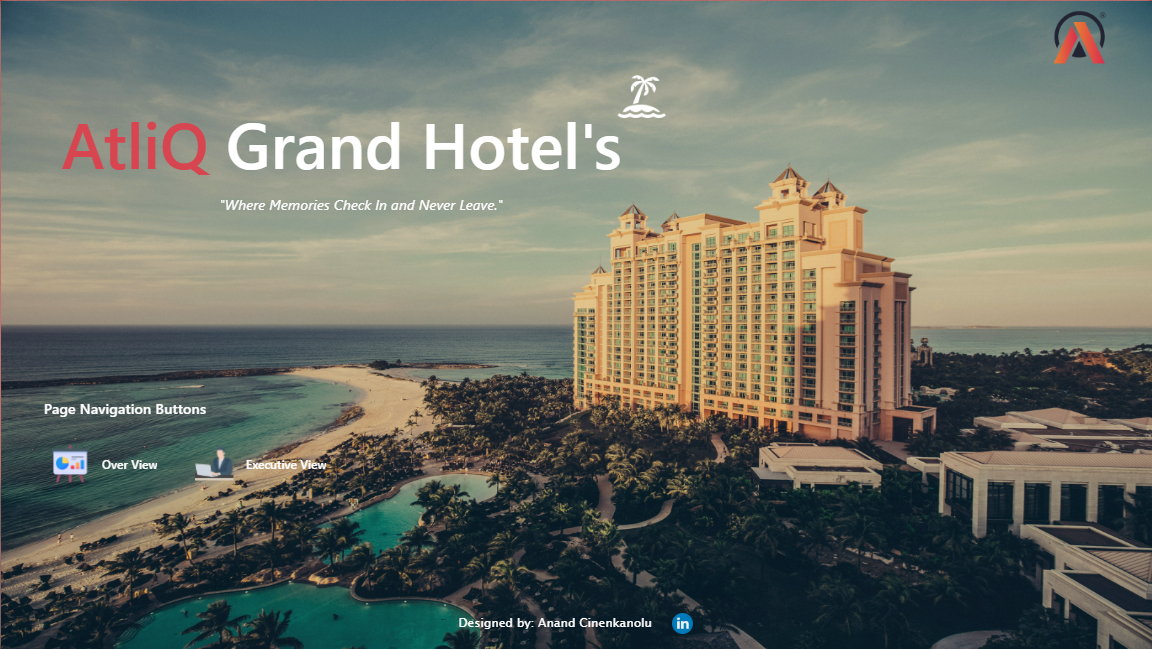 AtliQ Grand Hotel's
"Where Memories Check In and Never Leave."
Page Navigation Buttons
Over View
Executive View
Designed by: Anand Cinenkanolu
in